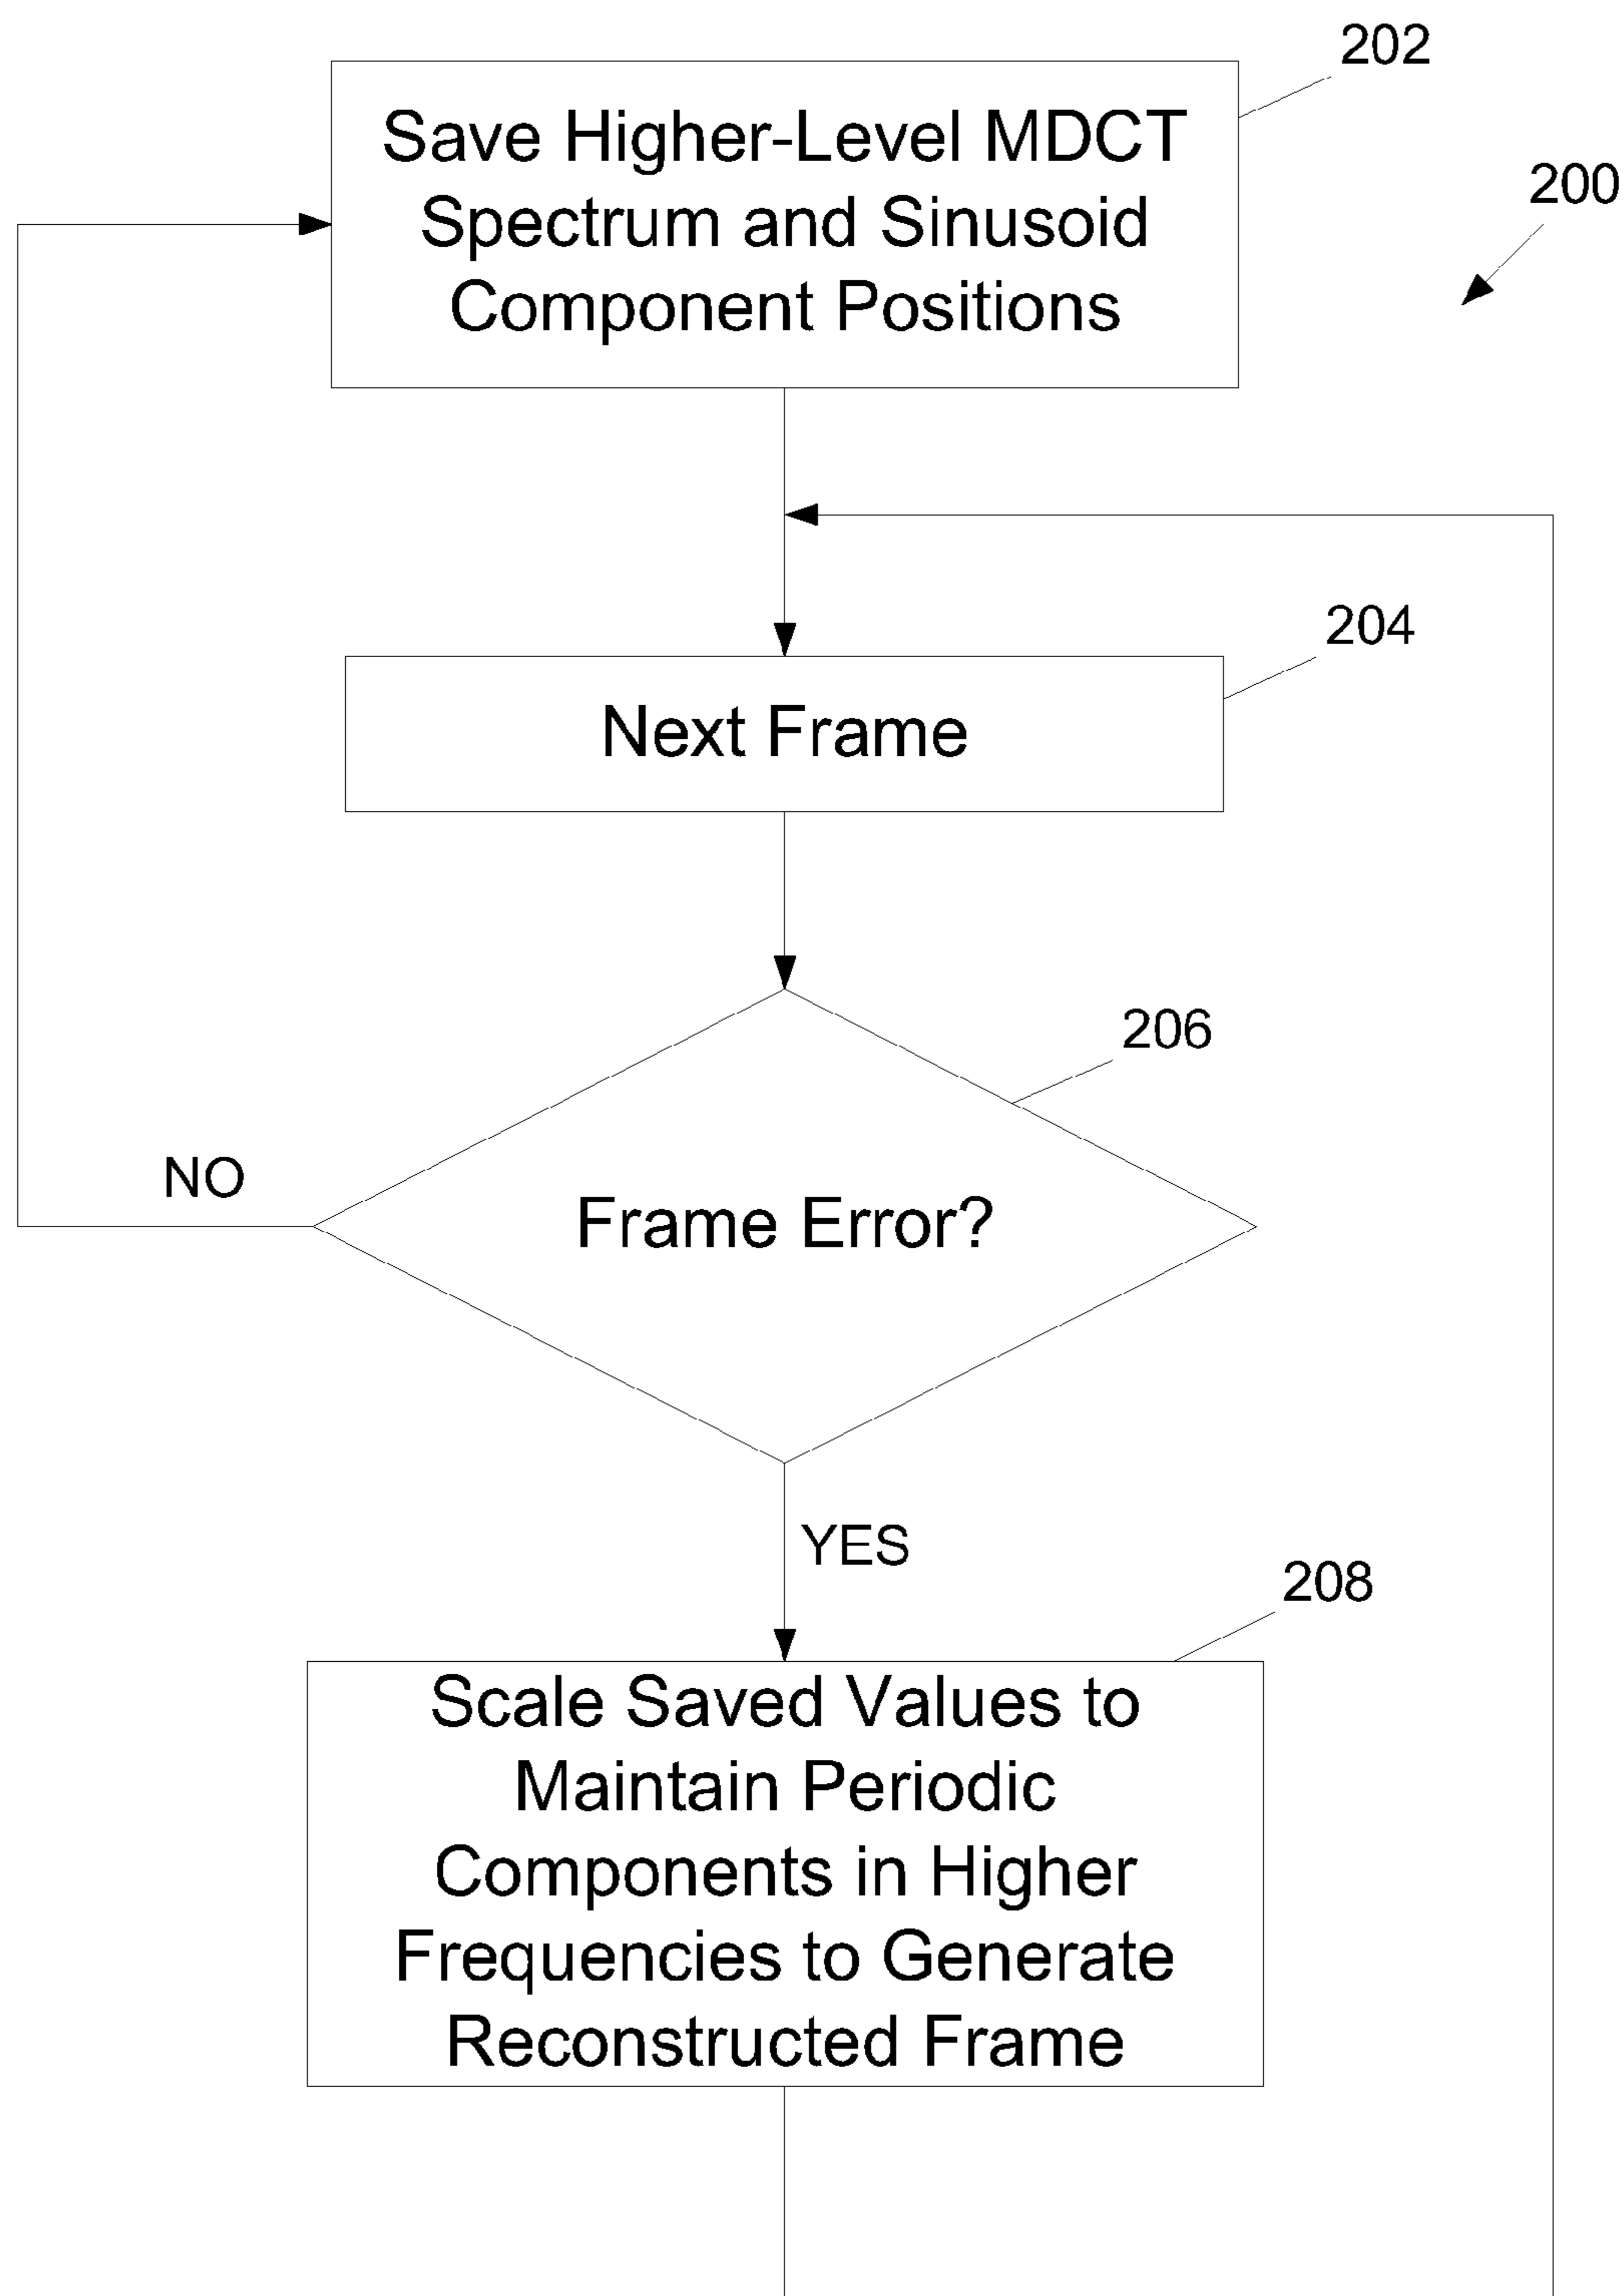 202
Save Higher-Level MDCT
Spectrum and Sinusoid
Component Positions
200
204
Next Frame
206
NO
Frame Error?
YES
208
Scale Saved Values to
Maintain Periodic
Components in Higher
Frequencies to Generate
Reconstructed Frame